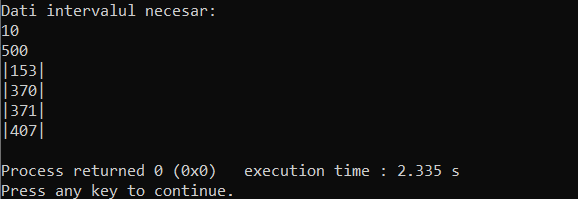 Dati intervalul necesar:
10
500
|153|
|370|
|371|
|407|
Process returned 0 (0x0)   execution time : 2.335 s
Press any key to continue.